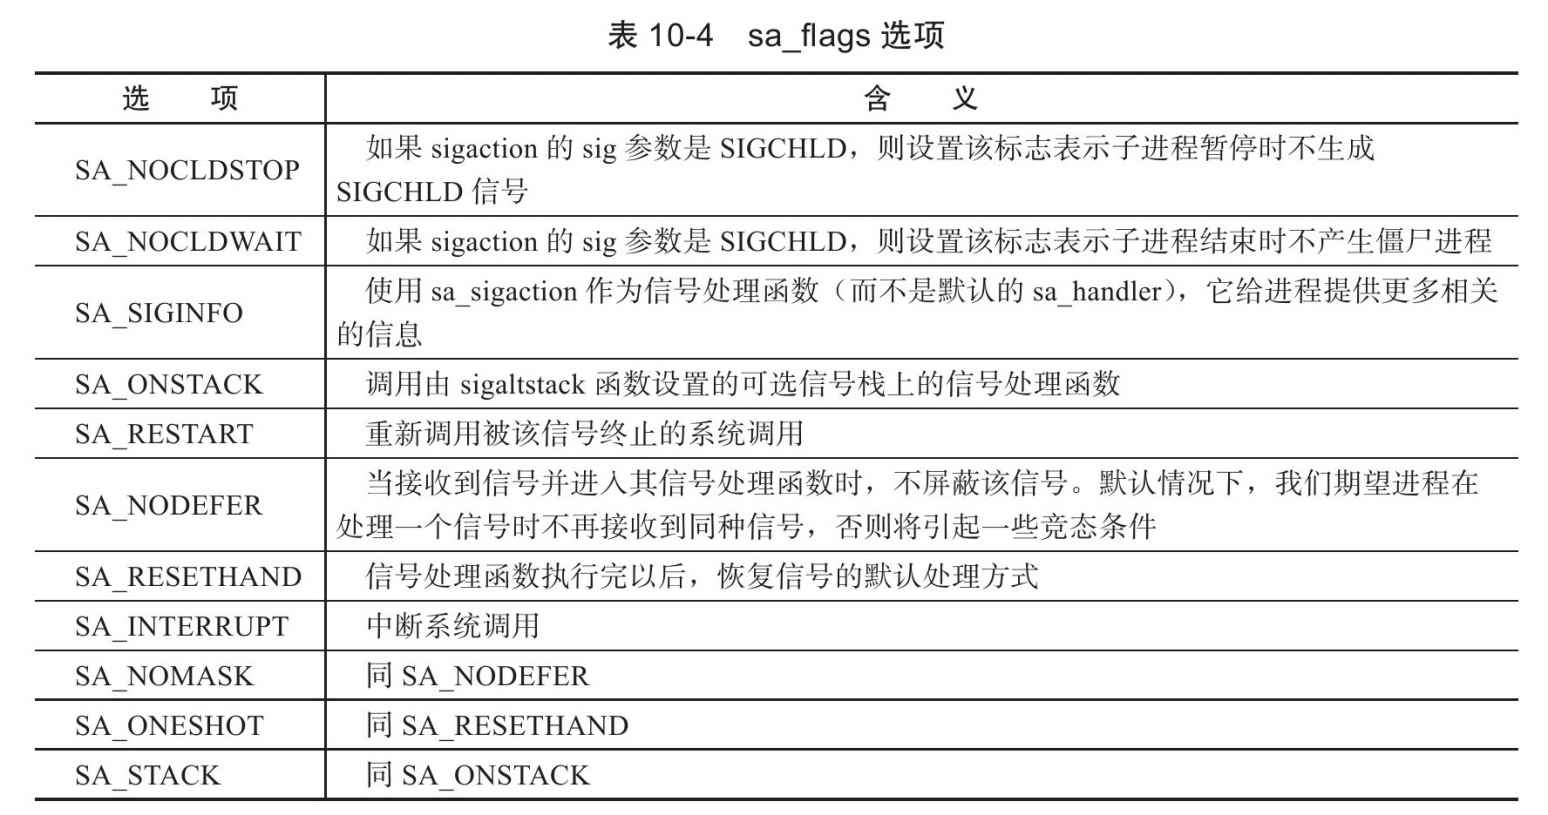 表 10-4 sa_flags 选项
选 项 含 义
SA_NOCLDSTOP
如果 sigaction 的 sig 参数是 SIGCHLD，则设置该标志表示子进程暂停时不生成
SIGCHLD 信号
SA_NOCLDWAIT 如果 sigaction 的 sig 参数是 SIGCHLD，则设置该标志表示子进程结束时不产生僵尸进程
SA_SIGINFO
使用 sa_sigaction 作为信号处理函数（而不是默认的 sa_handler），它给进程提供更多相关
的信息
SA_ONSTACK 调用由 sigaltstack 函数设置的可选信号栈上的信号处理函数
SA_RESTART 重新调用被该信号终止的系统调用
SA_NODEFER
当接收到信号并进入其信号处理函数时，不屏蔽该信号。默认情况下，我们期望进程在
处理一个信号时不再接收到同种信号，否则将引起一些竞态条件
SA_RESETHAND 信号处理函数执行完以后，恢复信号的默认处理方式
SA_INTERRUPT 中断系统调用
SA_NOMASK 同 SA_NODEFER
SA_ONESHOT 同 SA_RESETHAND
SA_STACK 同 SA_ONSTACK